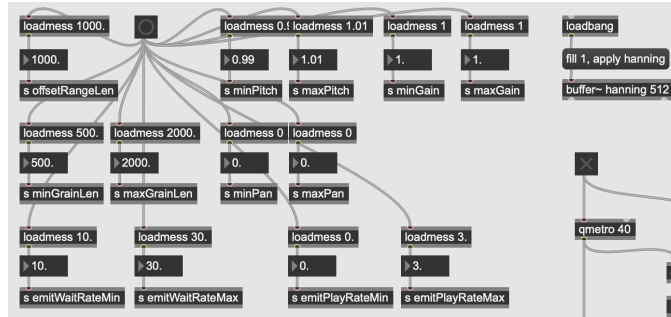 loadmess 1000.
loadmess 0.9
loadmess 1.01
loadmess 1
loadmess 1
loadbang
1000.
0.99
1.01
1.
1.
fill 1, apply hanning
s offsetRangeLen
s minPitch
s maxPitch
s minGain
s maxGain
buffer~ hanning 512
loadmess 500.
loadmess 2000.
loadmess 0
loadmess 0
500.
2000.
0.
0.
s minGrainLen
s maxGrainLen
s minPan
s maxPan
loadmess 10.
loadmess 30.
loadmess 0.
loadmess 3.
qmetro 40
10.
30.
0.
3.
s emitWaitRateMin
s emitWaitRateMax
s emitPlayRateMin
s emitPlayRateMax